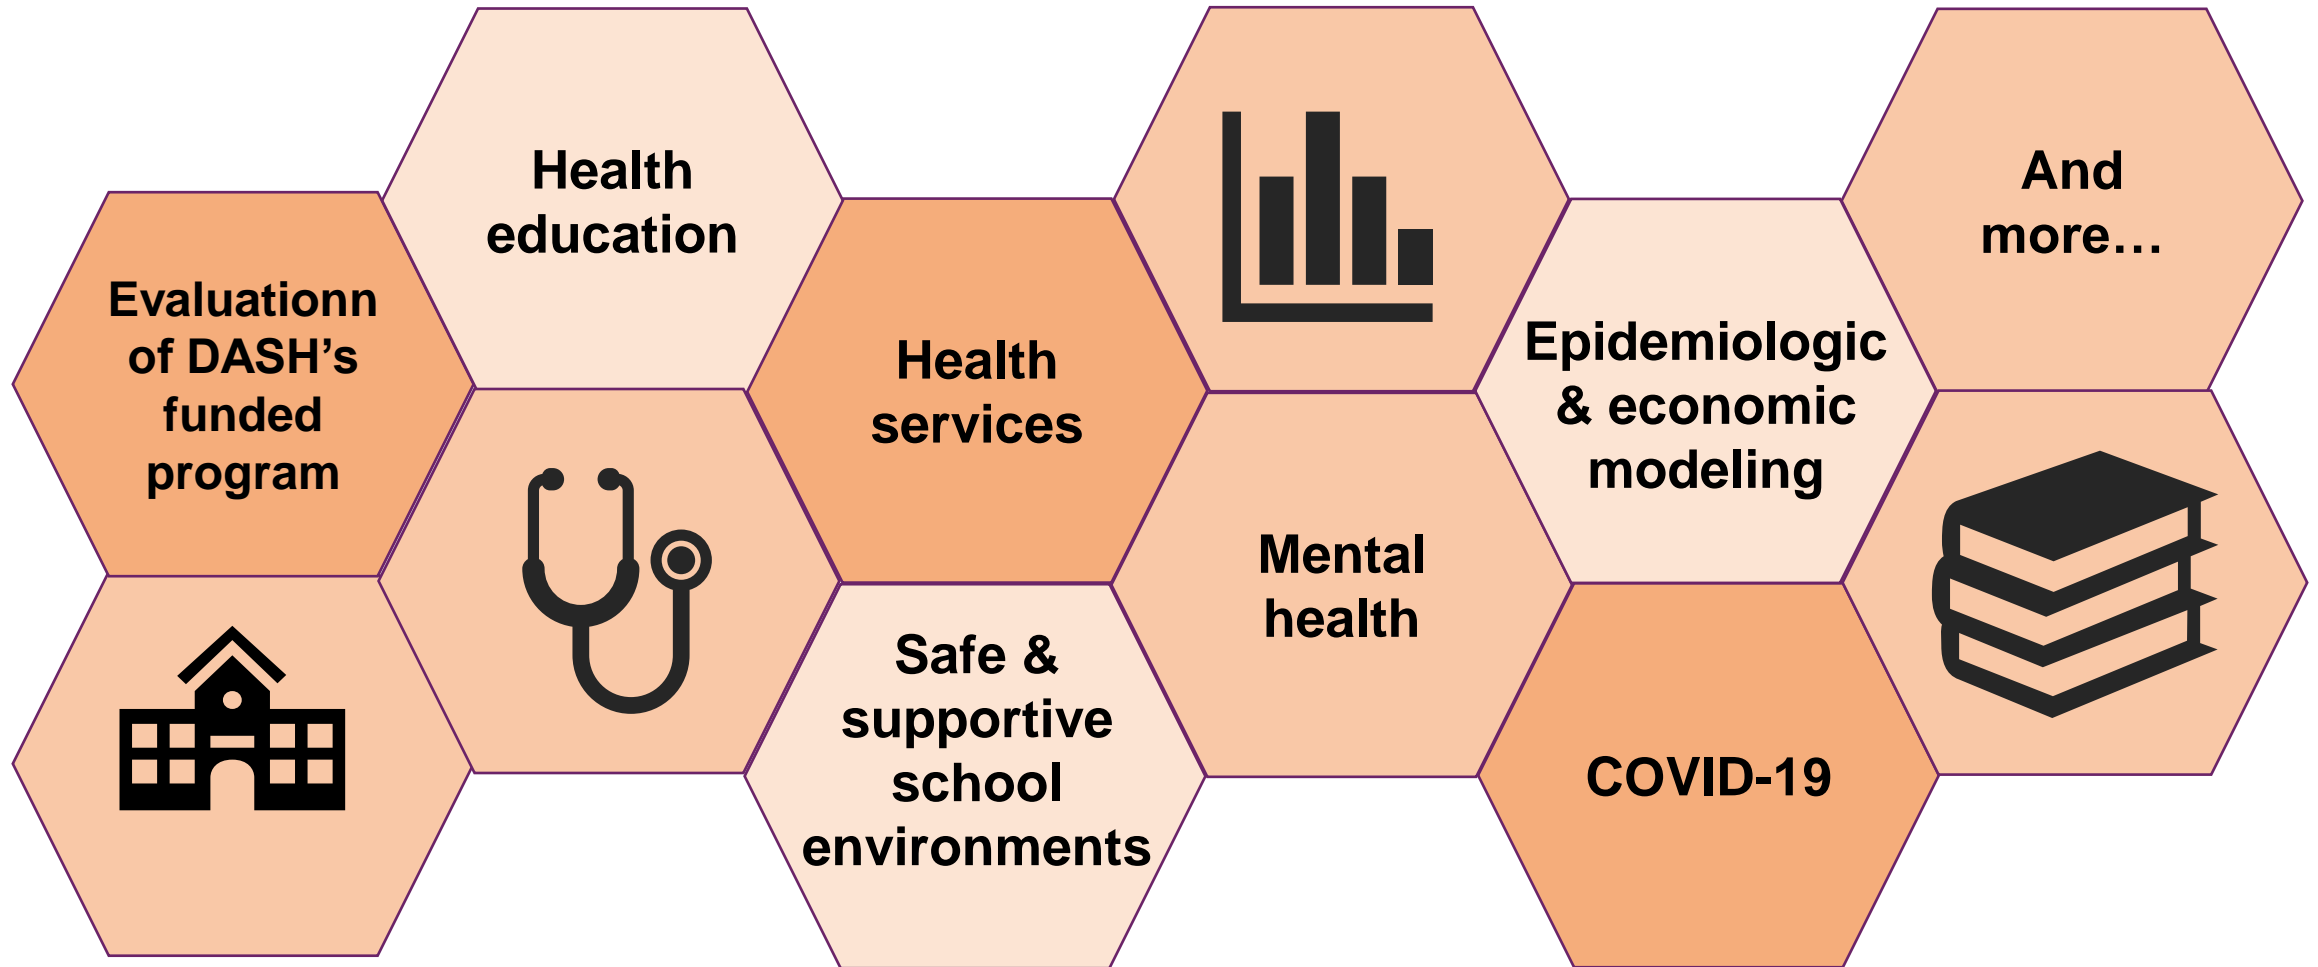 Evaluationn
of DASH’s
funded
program
Health
education
Health
services
Safe &
supportive
school
environments
Mental
health
Epidemiologic
& economic
modeling
COVID-19
And
more…